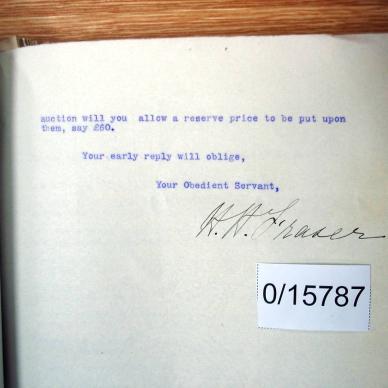 auction will you allow a reserve price to be put upon
them, say £60.
Your early reply will oblige,
Your Obedient Servant,
H. H. Fraser
0/15787